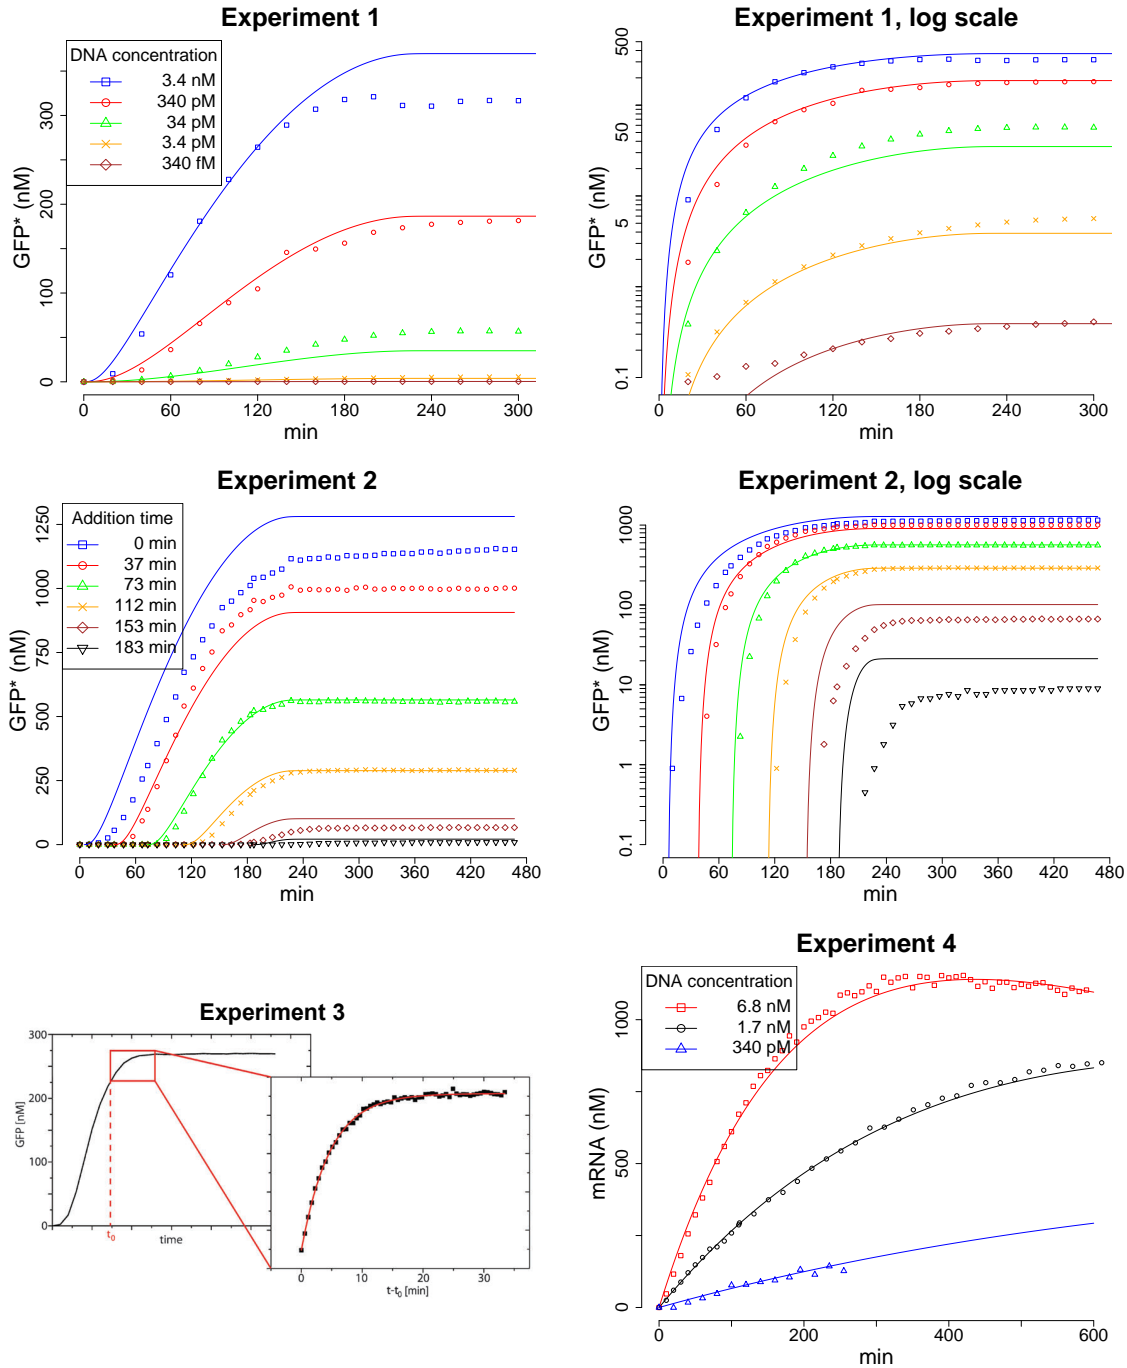 Experiment 1
DNA concentration
3.4 nM
340 pM
34 pM
3.4 pM
340 fM
GFP* (nM)
0 100 200 300
0 60 120 180 240 300
min
Experiment 1, log scale
GFP* (nM)
0.1 5 50 500
0 60 120 180 240 300
min
Experiment 2
Addition time
0 min
37 min
73 min
112 min
153 min
183 min
GFP* (nM)
0 250 500 750 1000 1250
0 60 120 180 240 300 360 420 480
min
Experiment 2, log scale
GFP* (nM)
0.1 1 10 100 1000
0 60 120 180 240 300 360 420 480
min
Experiment 3
GFP [nM]
0 100 150 200 250 300
t0
time
0 10 20 30
t-t0 [min]
Experiment 4
DNA concentration
6.8 nM
1.7 nM
340 pM
mRNA (nM)
0 500 1000
0 200 400 600
min